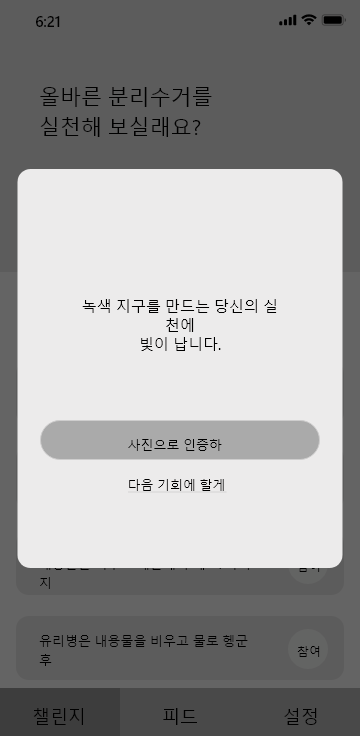 6:21
올바른 분리수거를
실천해 보실래요?
녹색 지구를 만드는 당신의 실
천에
빛이 납니다.
사진으로 인증하
다음 기회에 할게
지
유리병은 내용물을 비우고 물로 헹군
후
참여
챌린지
피드
설정